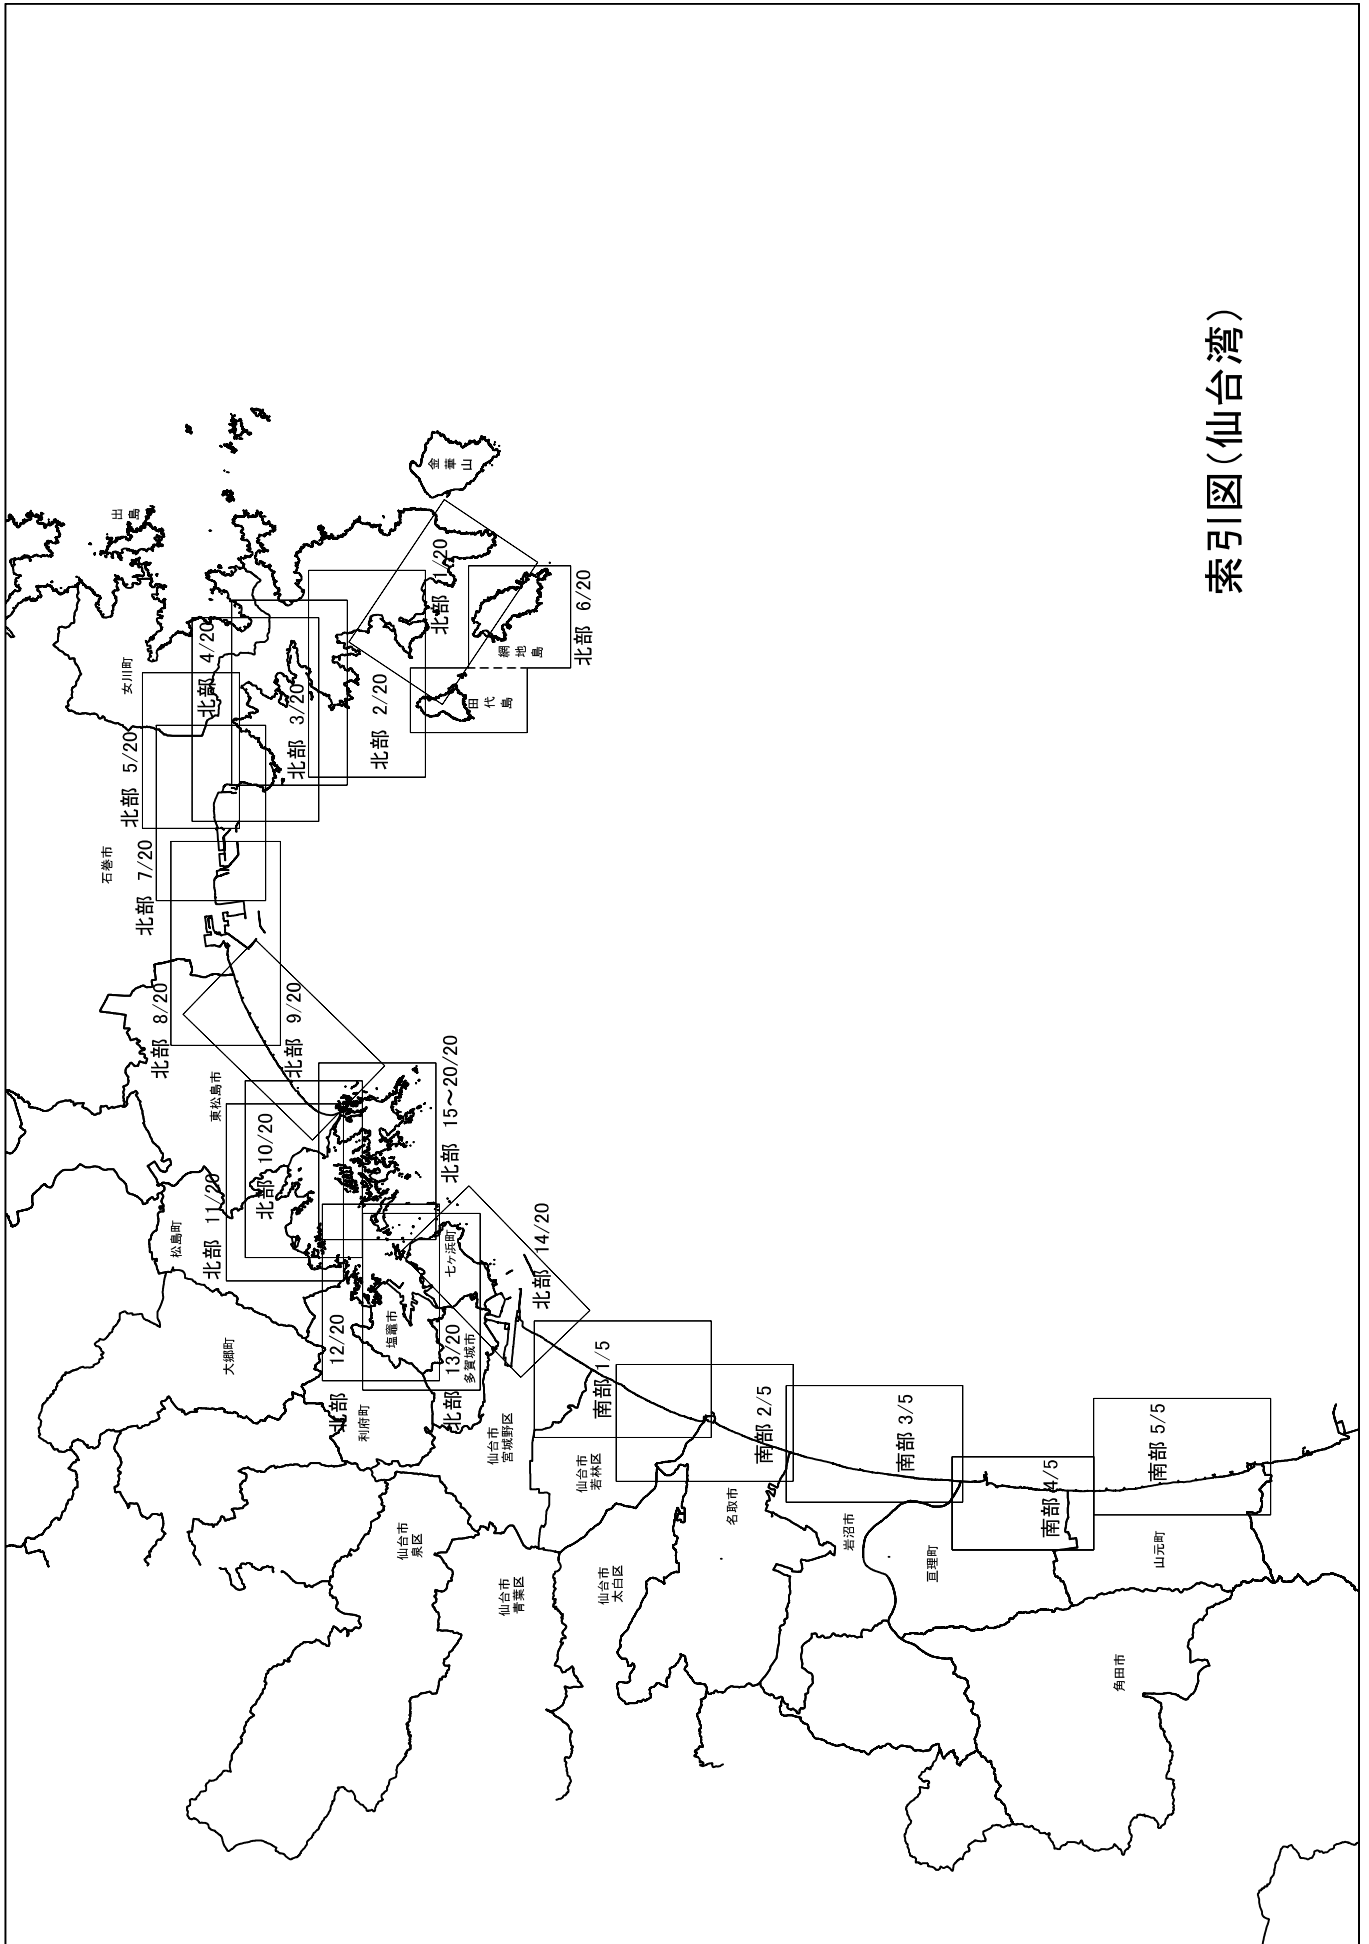 索引図(仙台湾)
出島
金華山
女川町
網地島
田代島
石巻市
東松島市
松島町
大郷町
利府町
塩竈市
七ヶ浜町
多賀城市
仙台市
宮城野区
仙台市
若林区
仙台市
泉区
仙台市
青葉区
仙台市
太白区
名取市
岩沼市
亘理町
山元町
角田市
北部 1/20
北部 2/20
北部 3/20
北部 4/20
北部 5/20
北部 6/20
北部 7/20
北部 8/20
北部 9/20
北部 10/20
北部 11/20
北部 12/20
北部 13/20
北部 14/20
北部 15～20/20
南部 1/5
南部 2/5
南部 3/5
南部 4/5
南部 5/5